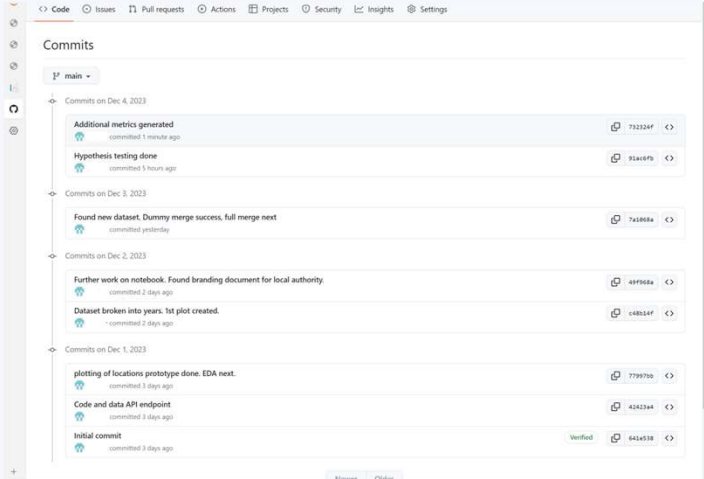 Code Issues Pull requests Actions Projects Security Insights Settings
Commits
main
Commits on Dec 4, 2023
Additional metrics generated
committed 1 minute ago
732324f
Hypothesis testing done
committed 5 hours ago
91ac6fb
Commits on Dec 3, 2023
Found new dataset. Dummy merge success, full merge next
committed yesterday
7a1068a
Commits on Dec 2, 2023
Further work on notebook. Found branding document for local authority.
committed 2 days ago
49f968a
Dataset broken into years. 1st plot created.
committed 2 days ago
c48b14f
Commits on Dec 1, 2023
plotting of locations prototype done. EDA next.
committed 3 days ago
77997bb
Code and data API endpoint
committed 3 days ago
42423a4
Initial commit
committed 3 days ago
Verified
641e538
Newer Older